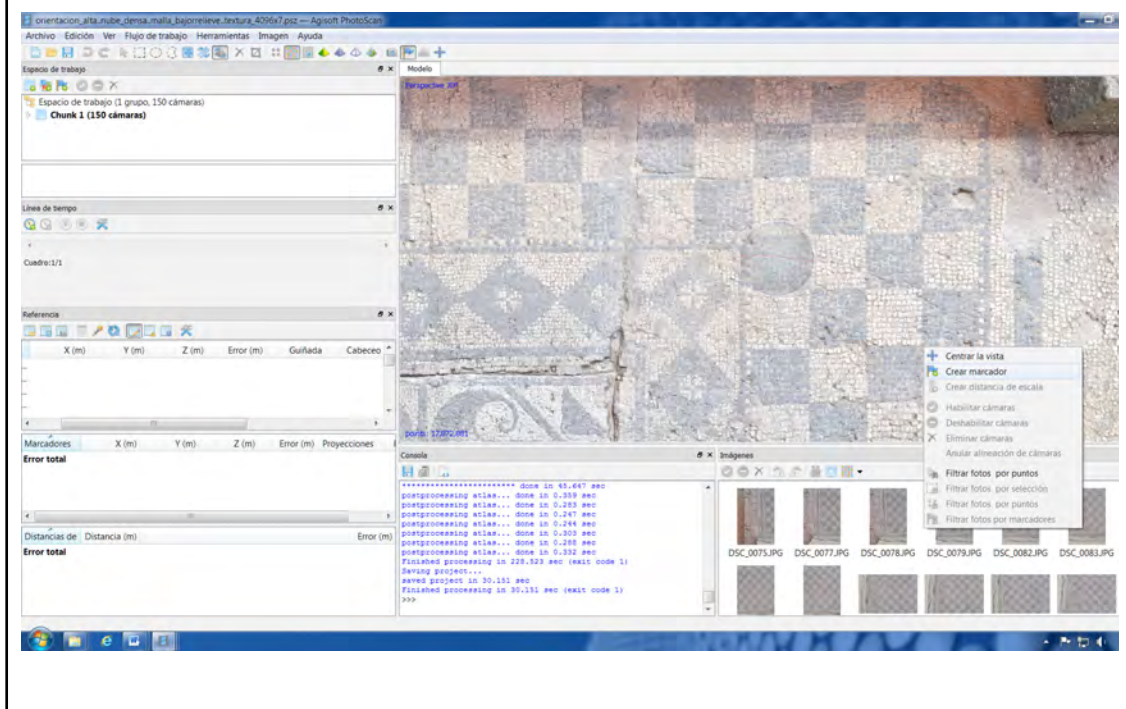 orientacion_alta..nube_densa..malla_bajorrelieve..textura_4096x7.psz — Agisoft PhotoScan
Archivo Edición Ver Flujo de trabajo Herramientas Imagen Ayuda
Espacio de trabajo
Espacio de trabajo (1 grupo, 150 cámaras)
Chunk 1 (150 cámaras)
Línea de tiempo
Cuadro:1/1
Referencia
X (m) Y (m) Z (m) Error (m) Guiñada Cabeceo
Marcadores X (m) Y (m) Z (m) Error (m) Proyecciones
Error total
Distancias de Distancia (m) Error (m)
Error total
Modelo
Perspective 30°
points: 17,872,001
Centrar la vista
Crear marcador
Crear distancia de escala
Habilitar cámaras
Deshabilitar cámaras
Eliminar cámaras
Anular alineación de cámaras
Filtrar fotos por puntos
Filtrar fotos por selección
Filtrar fotos por puntos
Filtrar fotos por marcadores
Consola
************************ done in 45.647 sec
postprocessing atlas... done in 0.359 sec
postprocessing atlas... done in 0.283 sec
postprocessing atlas... done in 0.247 sec
postprocessing atlas... done in 0.244 sec
postprocessing atlas... done in 0.303 sec
postprocessing atlas... done in 0.288 sec
postprocessing atlas... done in 0.332 sec
Finished processing in 228.523 sec (exit code 1)
Saving project...
saved project in 30.151 sec
Finished processing in 30.151 sec (exit code 1)
>>>
Imágenes
DSC_0075.JPG DSC_0077.JPG DSC_0078.JPG DSC_0079.JPG DSC_0082.JPG DSC_0083.JPG